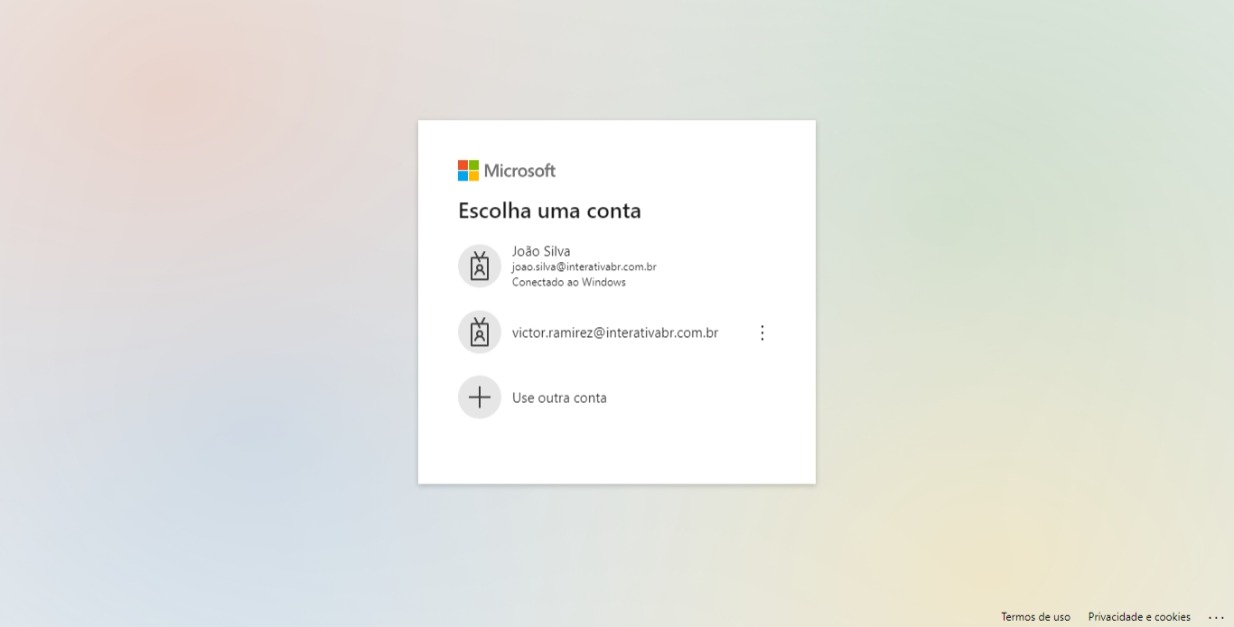 Microsoft
Escolha uma conta
João Silva
joao.silva@interativabr.com.br
Conectado ao Windows
victor.ramirez@interativabr.com.br
Use outra conta
Termos de uso Privacidade e cookies ...